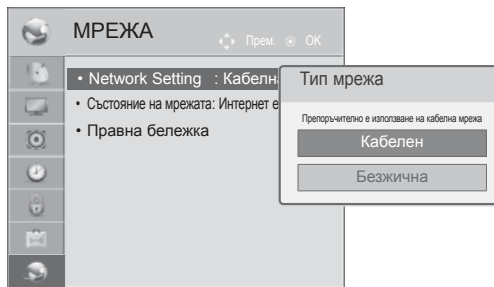 МРЕЖА
Прем. OK
• Network Setting : Кабелн
• Състояние на мрежата: Интернет е
• Правна бележка
Тип мрежа
Препоръчително е използване на кабелна мрежа
Кабелен
Безжична